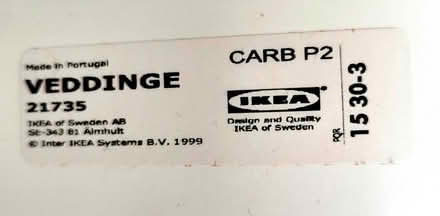 Made in Portugal
VEDDINGE
21735
IKEA of Sweden AB
SE-343 81 Älmhult
© Inter IKEA Systems B.V. 1999
CARB P2
IKEA
Design and Quality
IKEA of Sweden
PQR
15 30-3